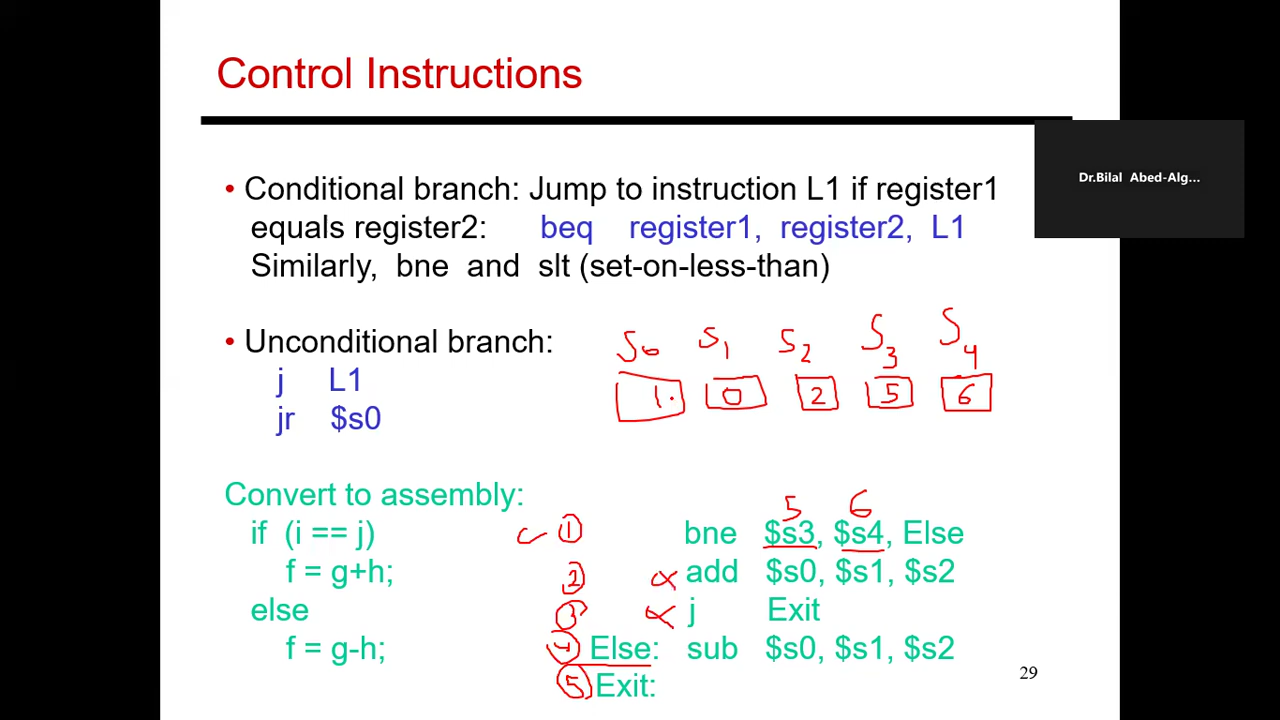 Control Instructions
Dr.Bilal Abed-Alg...
• Conditional branch: Jump to instruction L1 if register1
equals register2: beq register1, register2, L1
Similarly, bne and slt (set-on-less-than)
• Unconditional branch:
j L1
jr $s0
S0 S1 S2 S3 S4
1. 0 2 5 6
Convert to assembly:
5 6
if (i == j) 1 bne $s3, $s4, Else
f = g+h; 2 add $s0, $s1, $s2
else 3 j Exit
f = g-h; 4 Else: sub $s0, $s1, $s2
5 Exit:
29